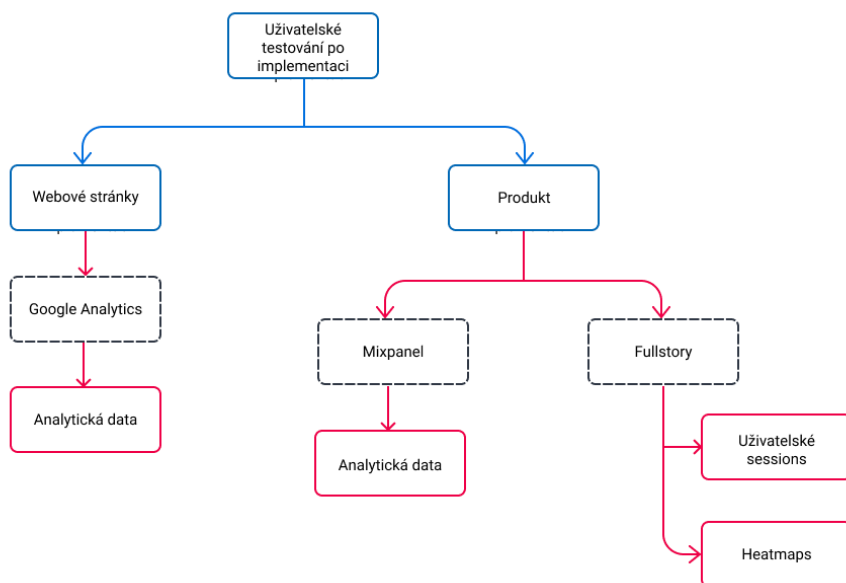 Uživatelské
testování po
implementaci
Webové stránky
Produkt
Google Analytics
Mixpanel
Fullstory
Analytická data
Analytická data
Uživatelské
sessions
Heatmaps